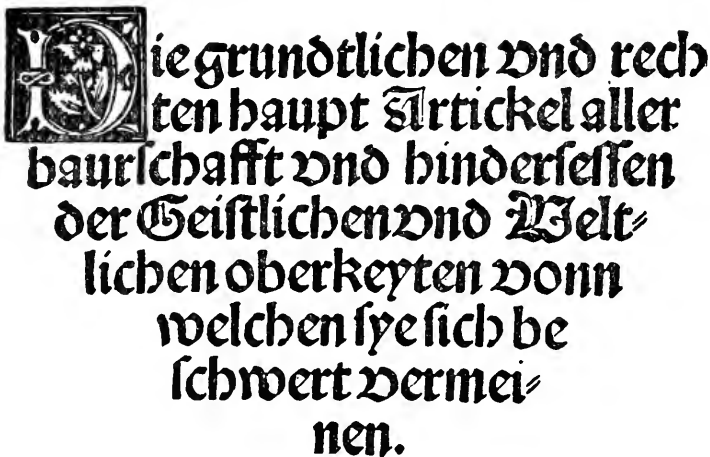 Die grundtlichen vnd rech
ten haupt Artickel aller
baurſchafft vnd hinderſeſſen
der Geiſtlichen vnd Welt⸗
lichen oberkeyten vonn
welchen ſye ſich be
ſchwert vermei⸗
nen.